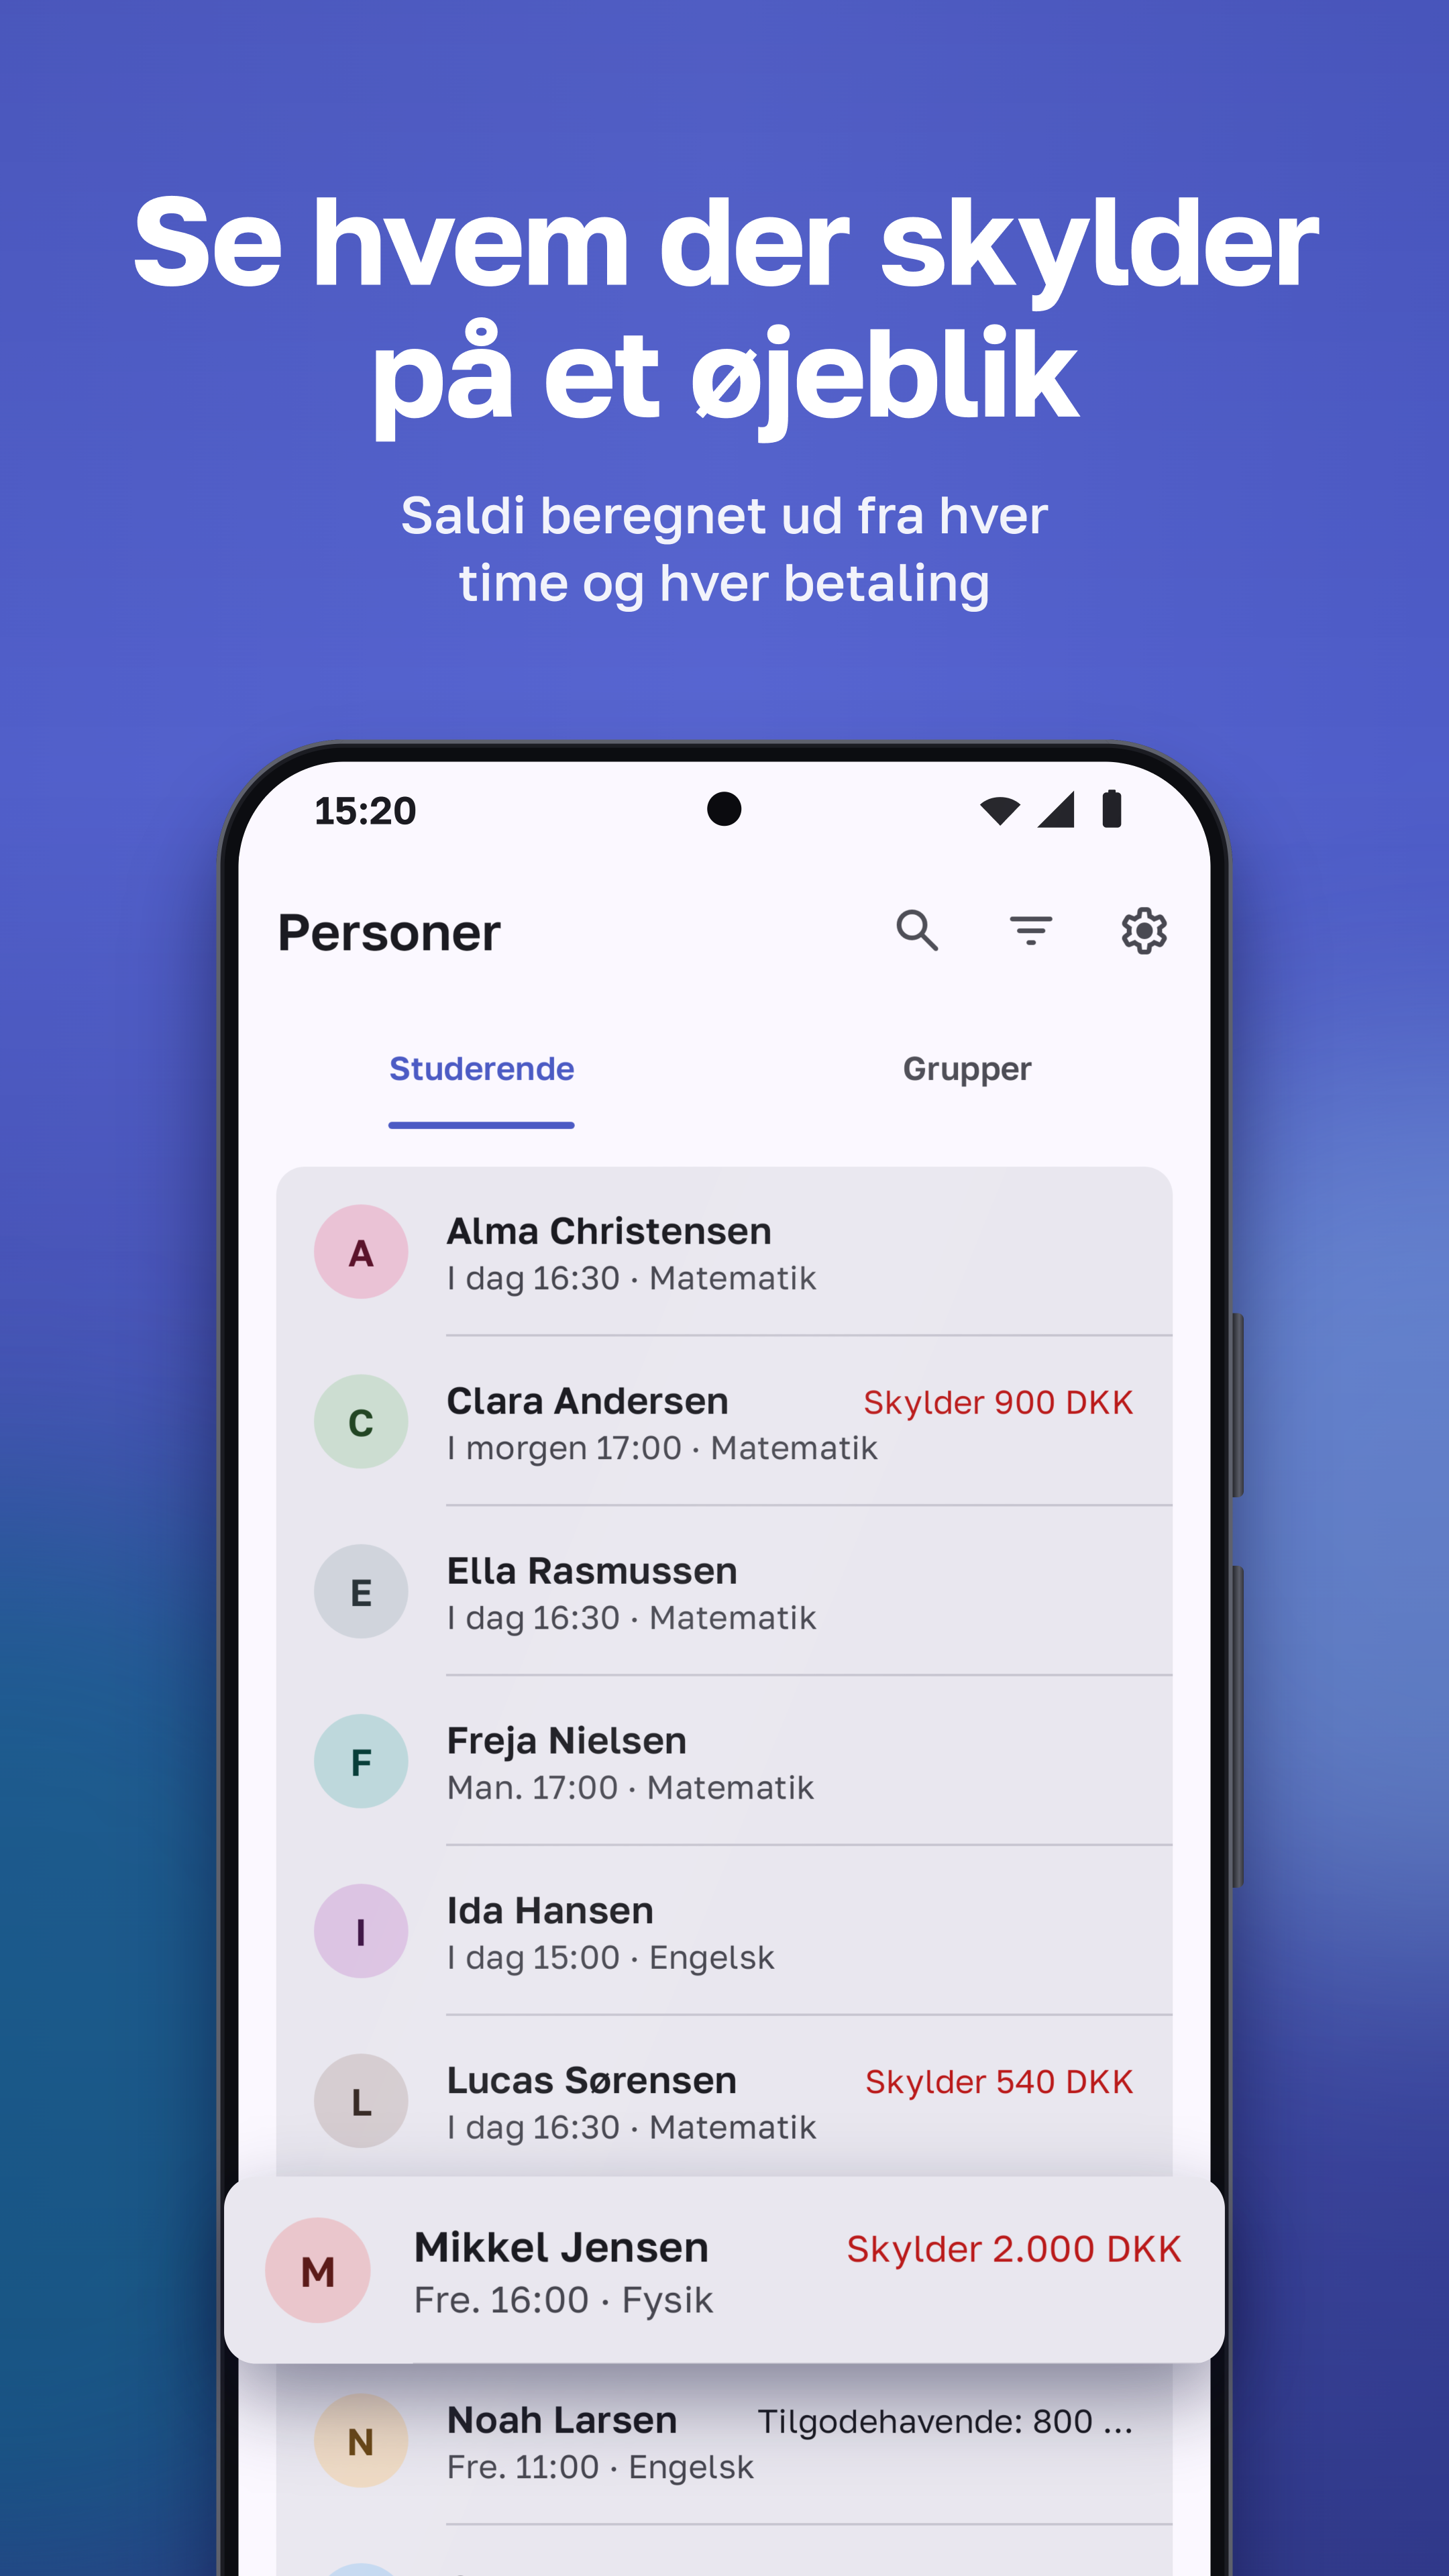 Se hvem der skylder
på et øjeblik
Saldi beregnet ud fra hver
time og hver betaling
15:20
Personer
Studerende
Grupper
A
Alma Christensen
I dag 16:30 · Matematik
C
Clara Andersen
Skylder 900 DKK
I morgen 17:00 · Matematik
E
Ella Rasmussen
I dag 16:30 · Matematik
F
Freja Nielsen
Man. 17:00 · Matematik
I
Ida Hansen
I dag 15:00 · Engelsk
L
Lucas Sørensen
Skylder 540 DKK
I dag 16:30 · Matematik
M
Mikkel Jensen
Skylder 2.000 DKK
Fre. 16:00 · Fysik
N
Noah Larsen
Tilgodehavende: 800 ...
Fre. 11:00 · Engelsk